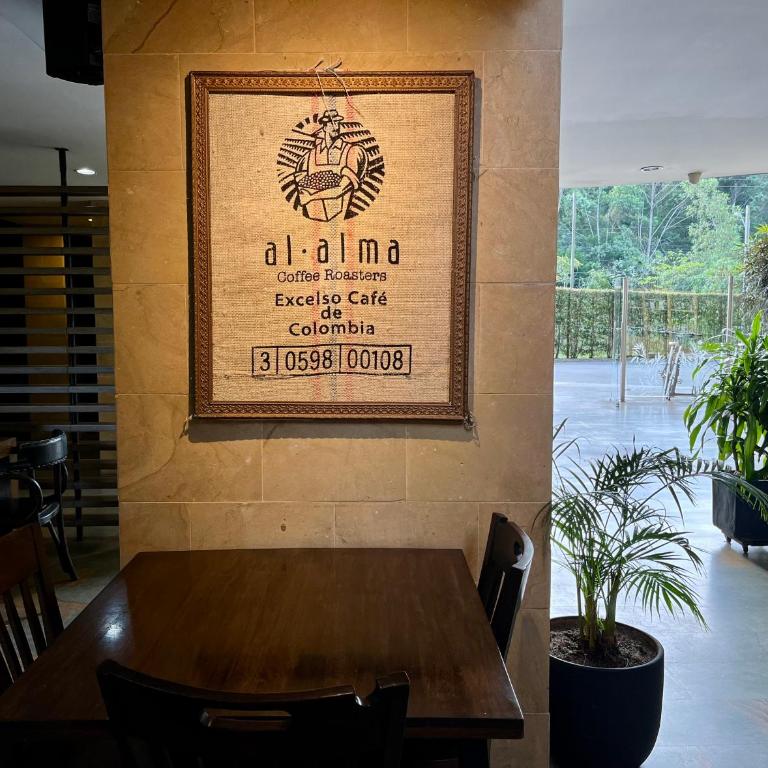 al·alma
Coffee Roasters
Excelso Café
de
Colombia
3 0598 00108